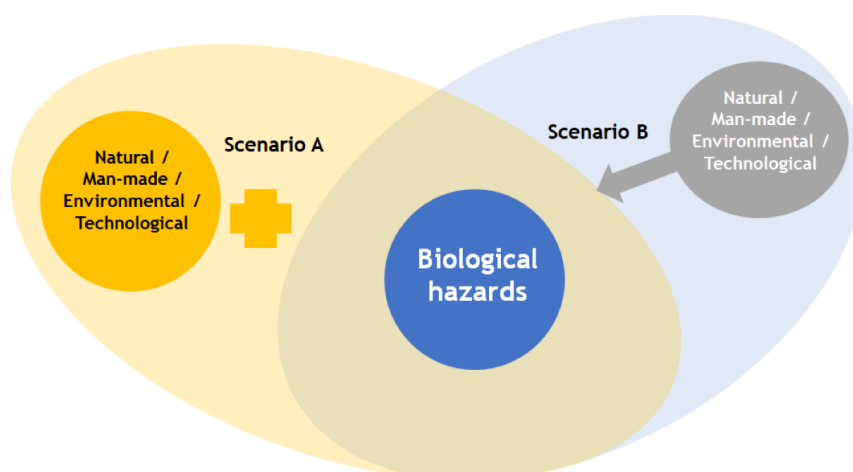 Natural /
Man-made /
Environmental /
Technological
Scenario A
Biological
hazards
Scenario B
Natural /
Man-made /
Environmental /
Technological